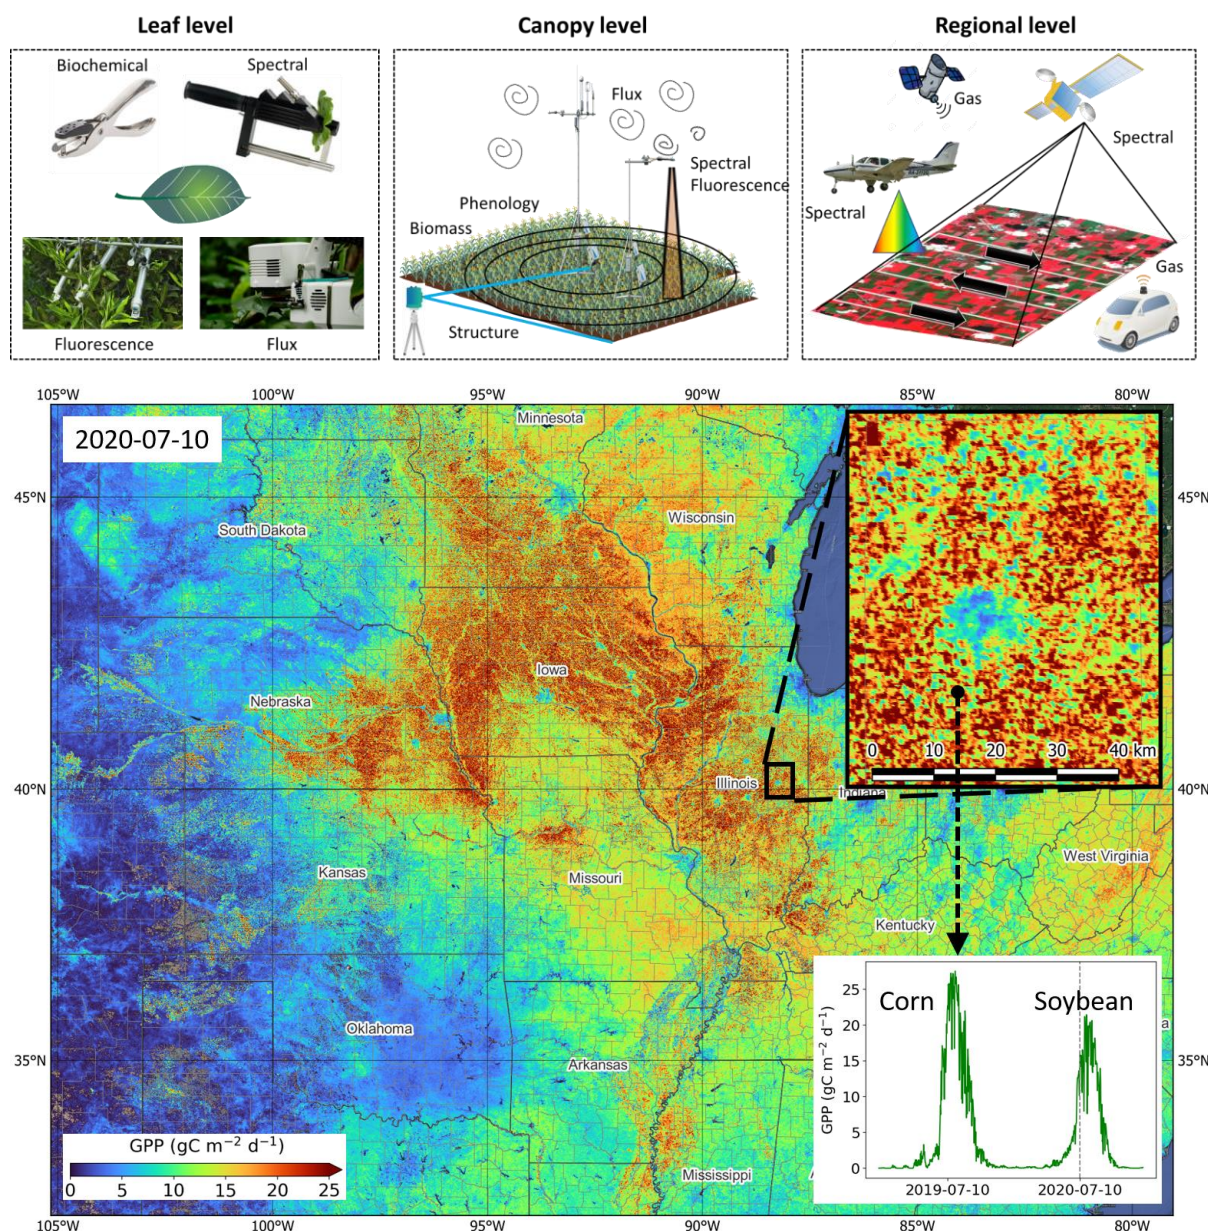 Leaf level
Canopy level
Regional level
Biochemical
Spectral
Fluorescence
Flux
Flux
Spectral
Fluorescence
Phenology
Biomass
Structure
Gas
Spectral
Spectral
Gas
105°W 100°W 95°W 90°W 85°W 80°W
2020-07-10
Minnesota
45°N 45°N
South Dakota
Wisconsin
Iowa
Nebraska
0 10 20 30 40 km
Illinois
Indiana
40°N 40°N
Kansas
Missouri
West Virginia
Kentucky
Oklahoma
Arkansas
35°N 35°N
Mississippi
a
A
Corn
Soybean
GPP (gC m⁻² d⁻¹)
25
20
15
10
5
0
2019-07-10 2020-07-10
GPP (gC m⁻² d⁻¹)
0 5 10 15 20 25
105°W 100°W 95°W 90°W 85°W 80°W